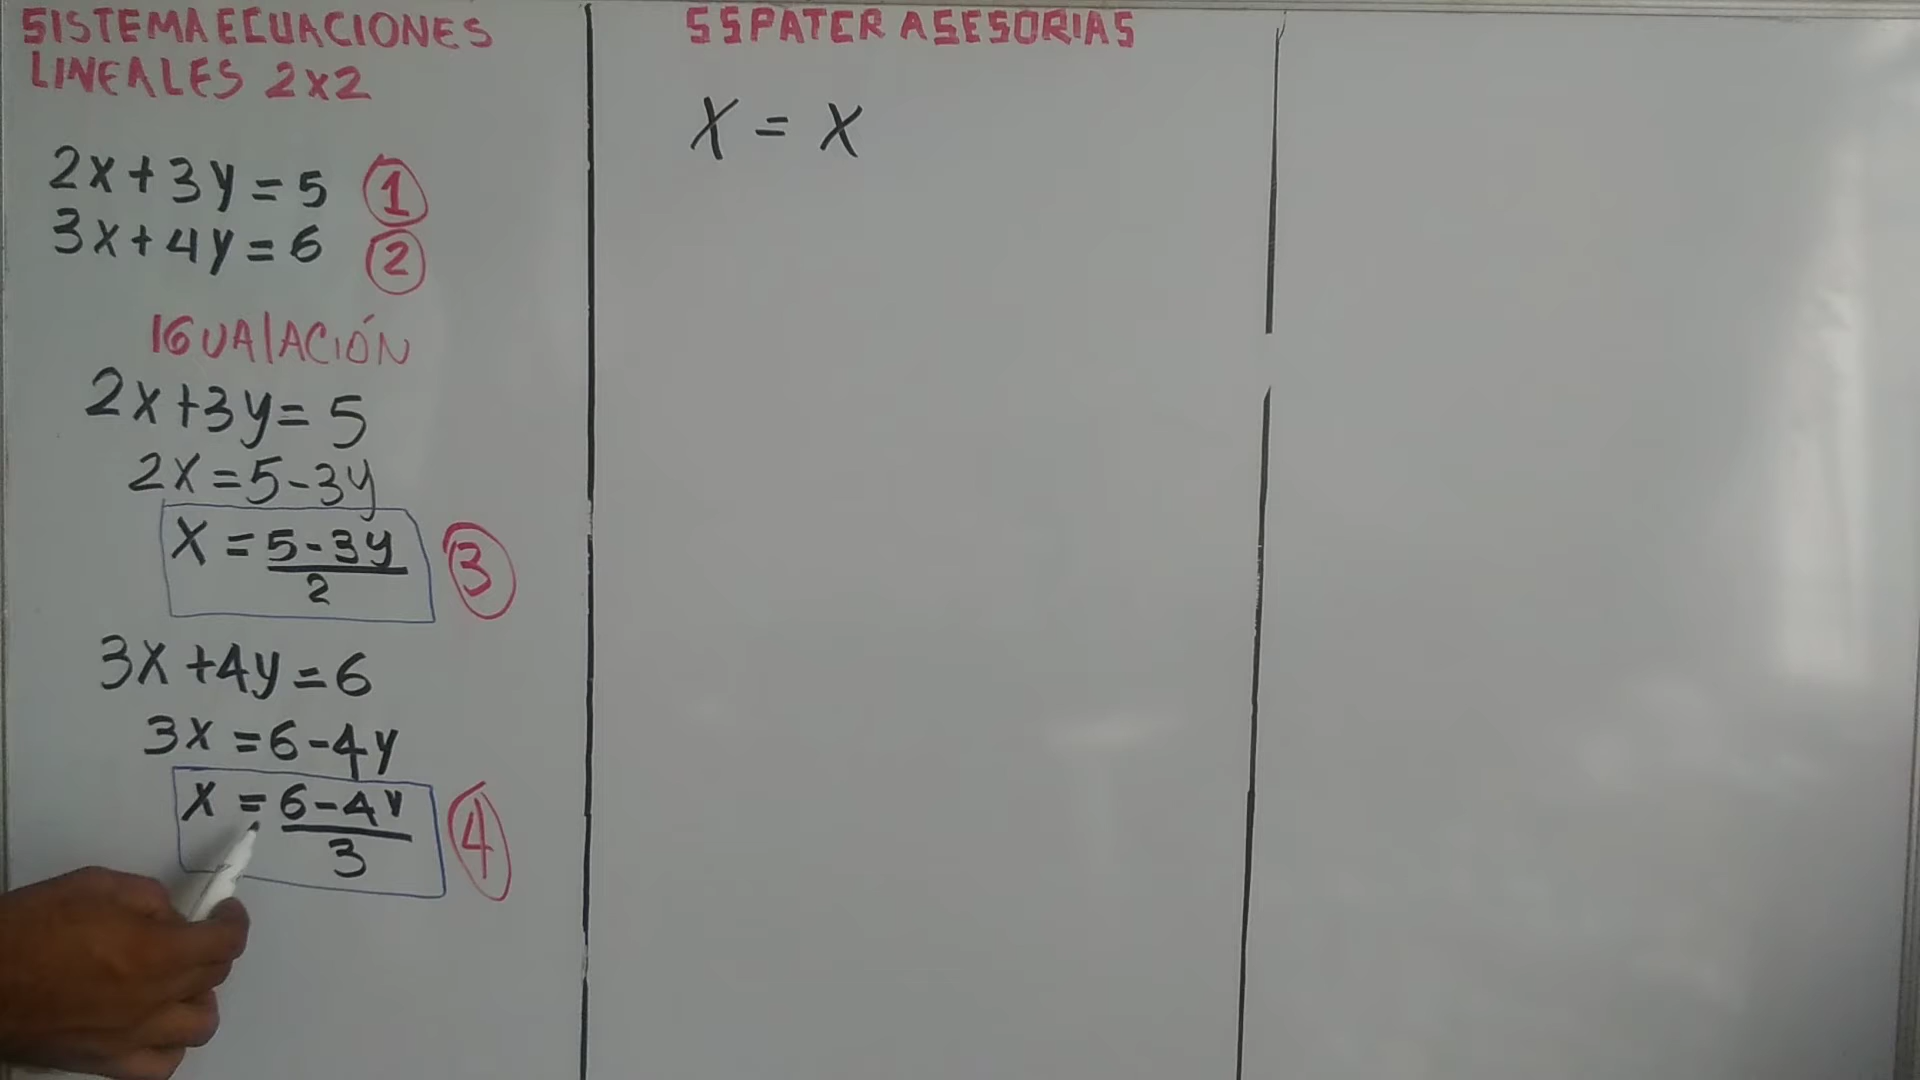 SISTEMA ECUACIONES
LINEALES 2x2
2x+3y=5 1
3x+4y=6 2
IGUAlACIÓN
2x+3y=5
2x=5-3y
x=5-3y
2
3
3x+4y=6
3x=6-4y
x=6-4y
3
4
SSPATER ASESORIAS
x = x